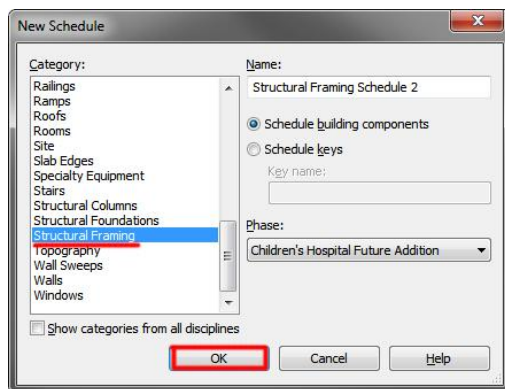 New Schedule
Category:
Railings
Ramps
Roofs
Rooms
Site
Slab Edges
Specialty Equipment
Stairs
Structural Columns
Structural Foundations
Structural Framing
Topography
Wall Sweeps
Walls
Windows
Show categories from all disciplines
Name:
Structural Framing Schedule 2
Schedule building components
Schedule keys
Key name:
Phase:
Children's Hospital Future Addition
OK
Cancel
Help